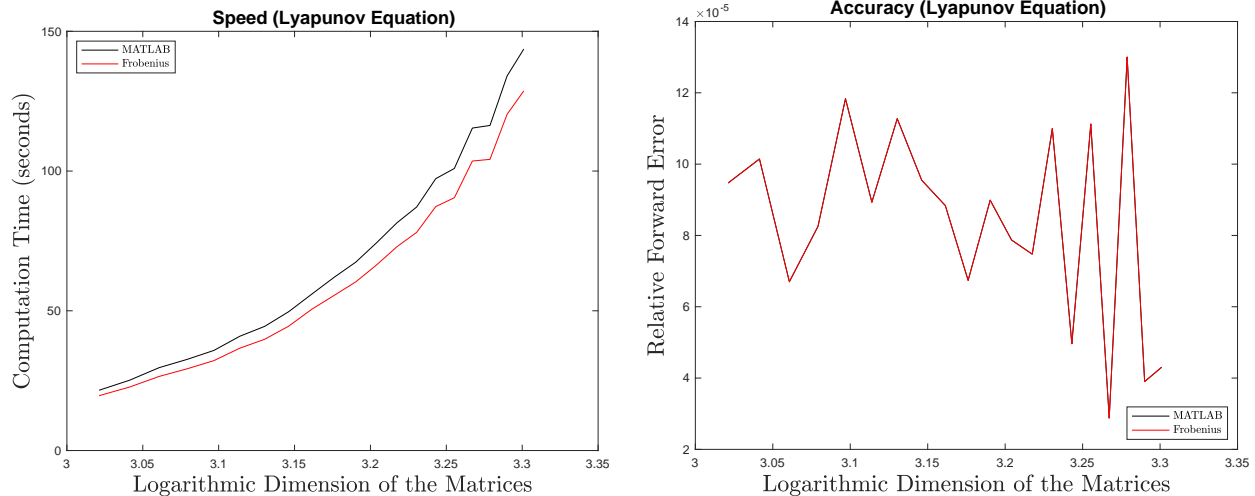 Speed (Lyapunov Equation)
150
100
50
0
MATLAB
Frobenius
Computation Time (seconds)
3
3.05
3.1
3.15
3.2
3.25
3.3
3.35
Logarithmic Dimension of the Matrices
Accuracy (Lyapunov Equation)
×10-5
14
12
10
8
6
4
2
Relative Forward Error
MATLAB
Frobenius
3
3.05
3.1
3.15
3.2
3.25
3.3
3.35
Logarithmic Dimension of the Matrices